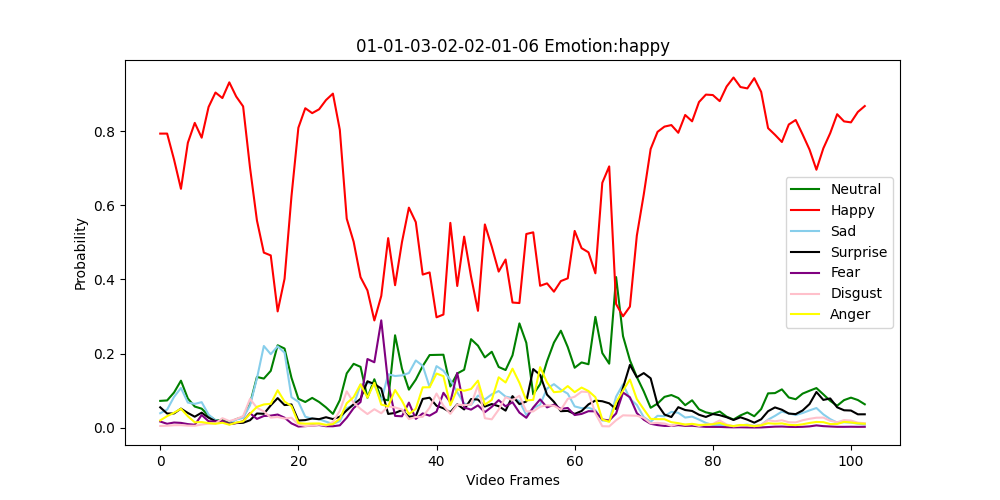 01-01-03-02-02-01-06 Emotion:happy
Probability
0.8
0.6
0.4
0.2
0.0
Neutral
Happy
Sad
Surprise
Fear
Disgust
Anger
0 20 40 60 80 100
Video Frames